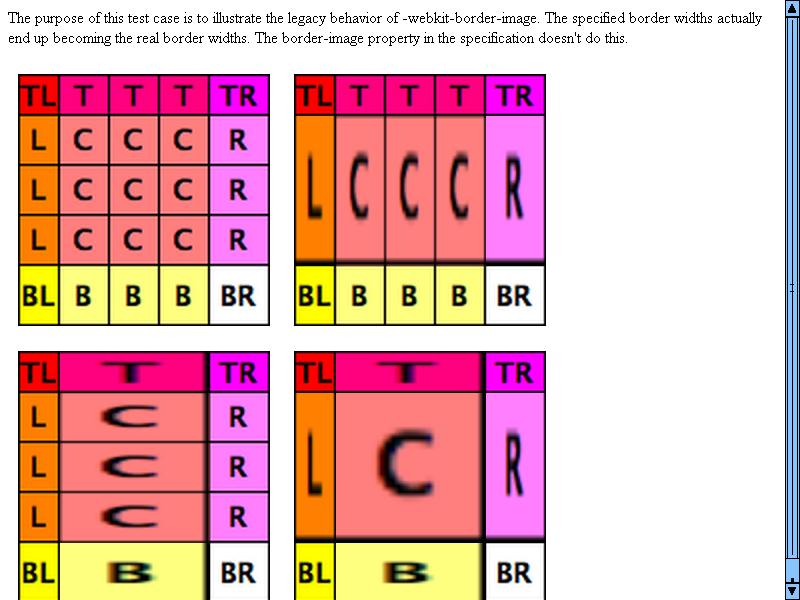 The purpose of this test case is to illustrate the legacy behavior of -webkit-border-image. The specified border widths actually
end up becoming the real border widths. The border-image property in the specification doesn't do this.
TL T T T TR TL T T T TR
L C C C R L C C C R
L C C C R
L C C C R
BL B B B BR BL B B B BR
TL T TR TL T TR
L C R L C R
L C R
L C R
BL B BR BL B BR